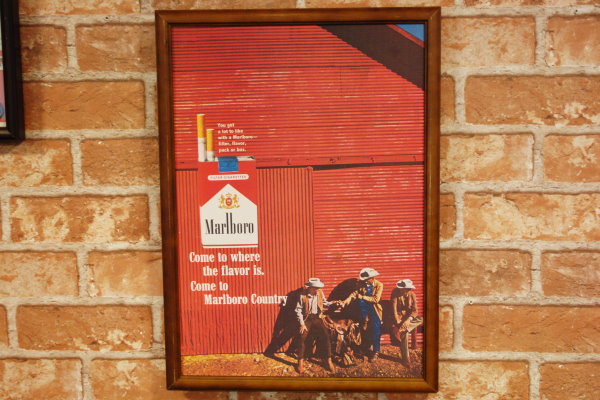 You get
a lot to like
with a Marlboro—
filter, flavor,
pack or box.
FILTER CIGARETTES
Marlboro
Come to where
the flavor is.
Come to
Marlboro Country